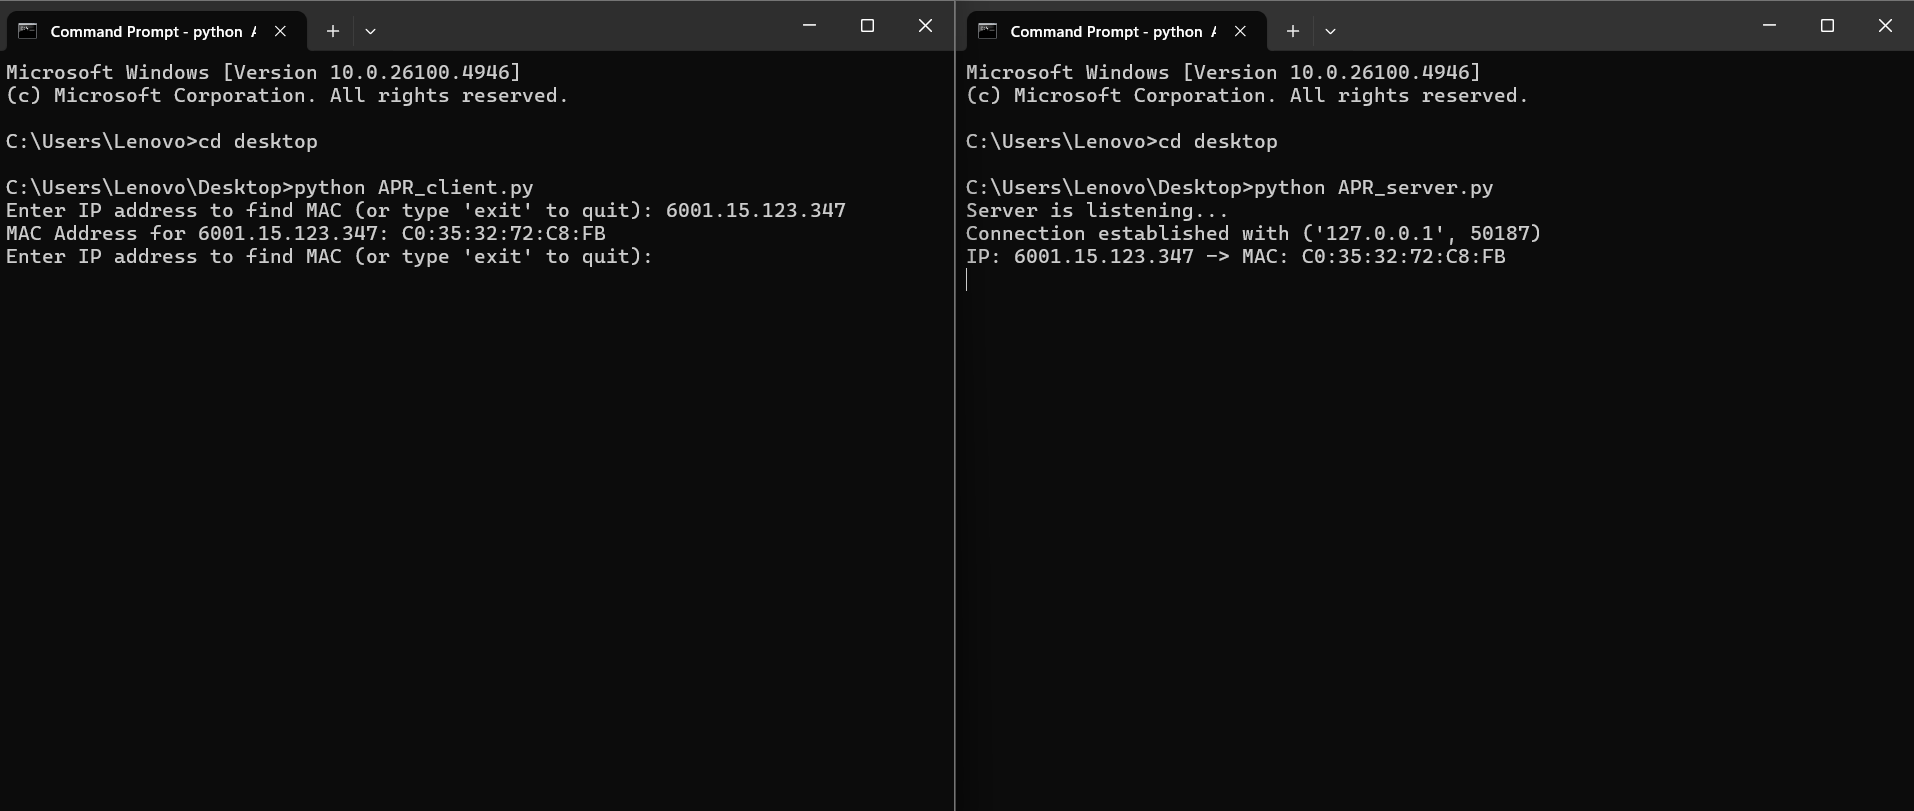 Command Prompt - python
Microsoft Windows [Version 10.0.26100.4946]
(c) Microsoft Corporation. All rights reserved.
C:\Users\Lenovo>cd desktop
C:\Users\Lenovo\Desktop>python APR_client.py
Enter IP address to find MAC (or type 'exit' to quit): 6001.15.123.347
MAC Address for 6001.15.123.347: C0:35:32:72:C8:FB
Enter IP address to find MAC (or type 'exit' to quit):
Command Prompt - python
Microsoft Windows [Version 10.0.26100.4946]
(c) Microsoft Corporation. All rights reserved.
C:\Users\Lenovo>cd desktop
C:\Users\Lenovo\Desktop>python APR_server.py
Server is listening...
Connection established with ('127.0.0.1', 50187)
IP: 6001.15.123.347 -> MAC: C0:35:32:72:C8:FB